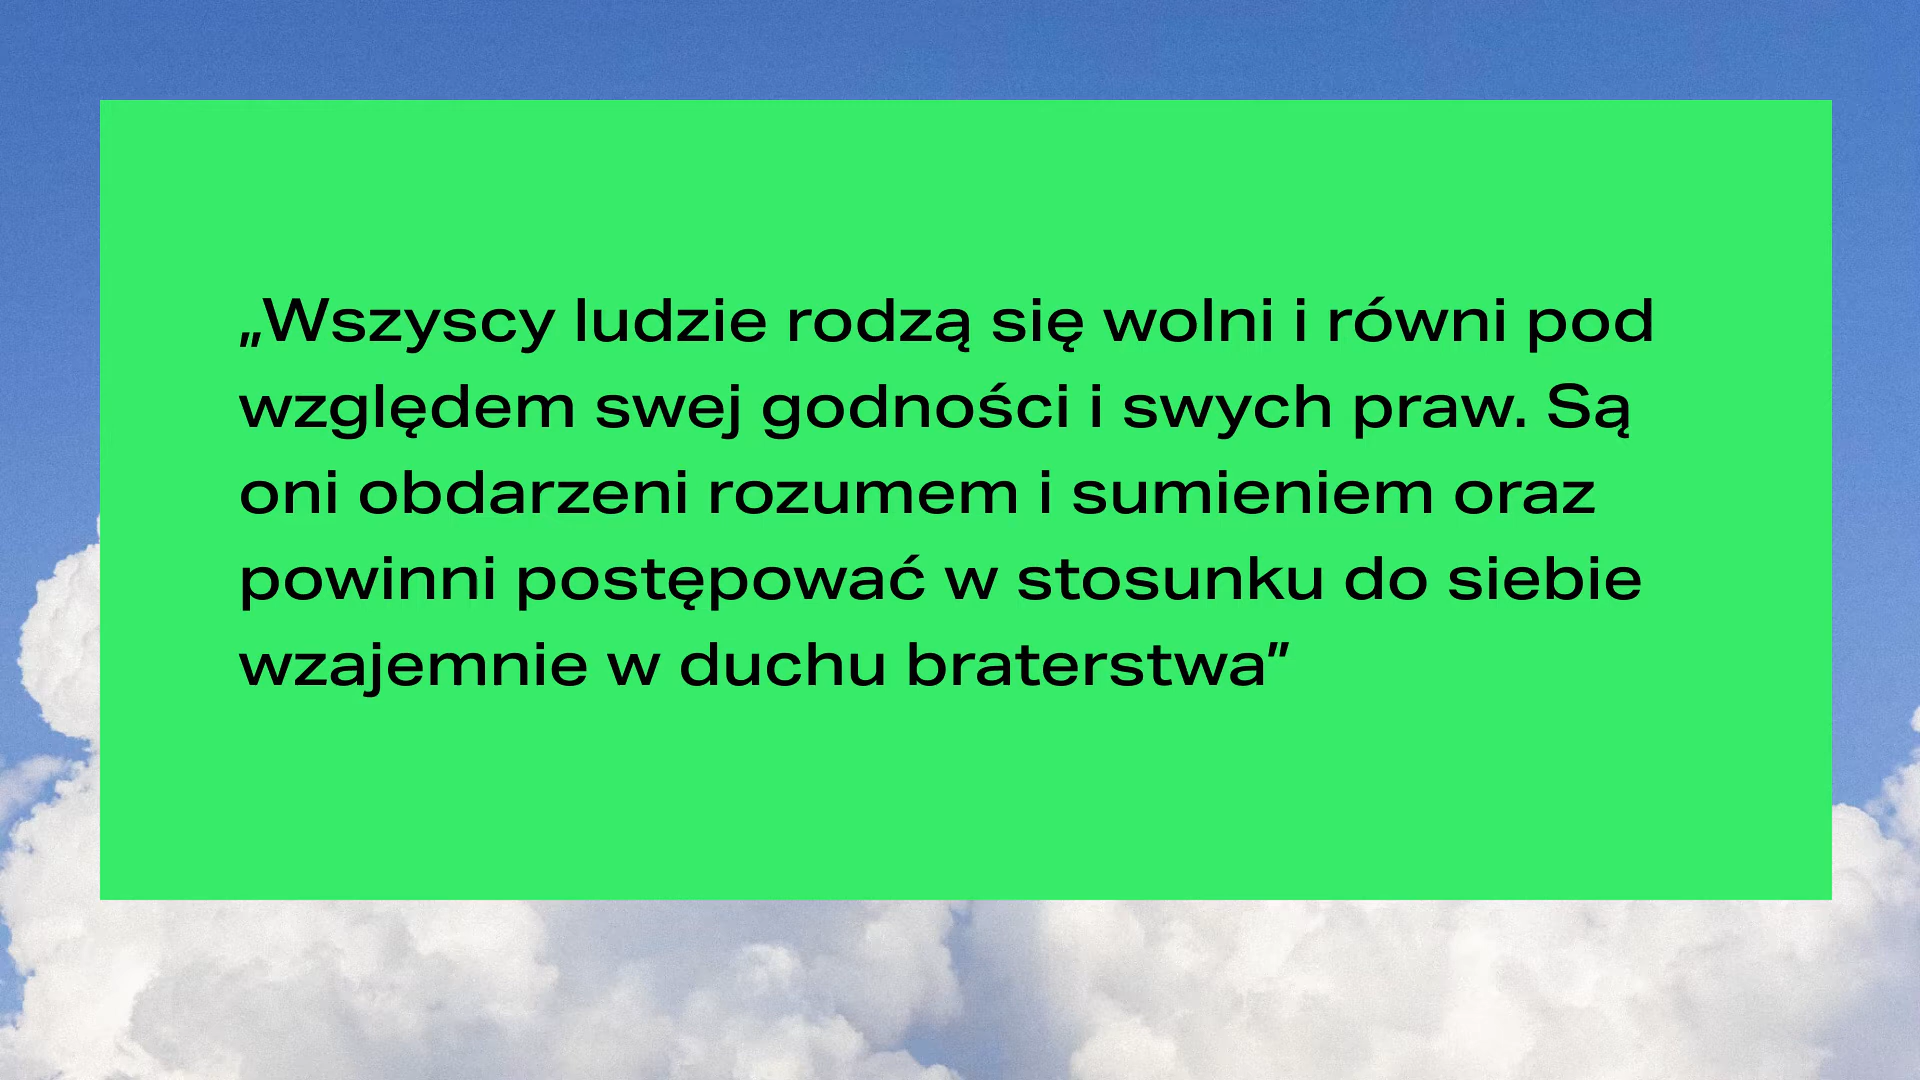 „Wszyscy ludzie rodzą się wolni i równi pod
względem swej godności i swych praw. Są
oni obdarzeni rozumem i sumieniem oraz
powinni postępować w stosunku do siebie
wzajemnie w duchu braterstwa”